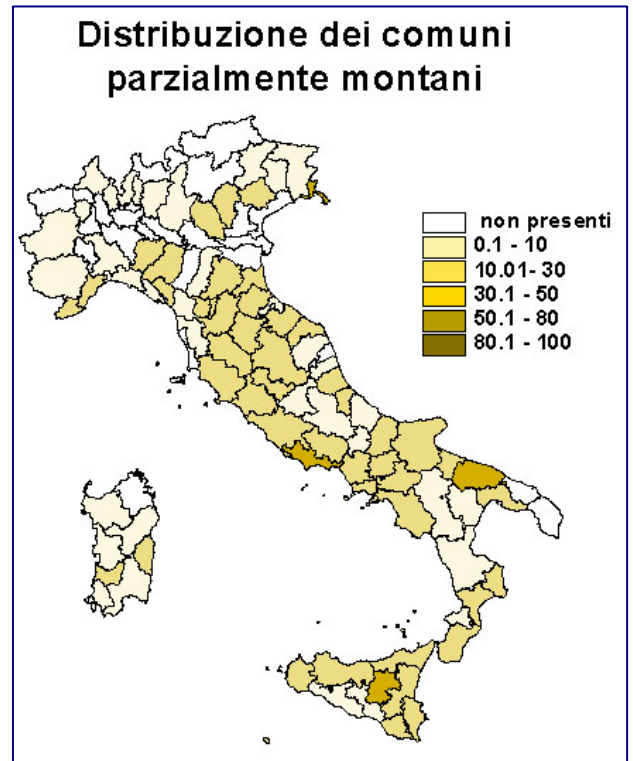 Distribuzione dei comuni
parzialmente montani
non presenti
0.1 - 10
10.01- 30
30.1 - 50
50.1 - 80
80.1 - 100